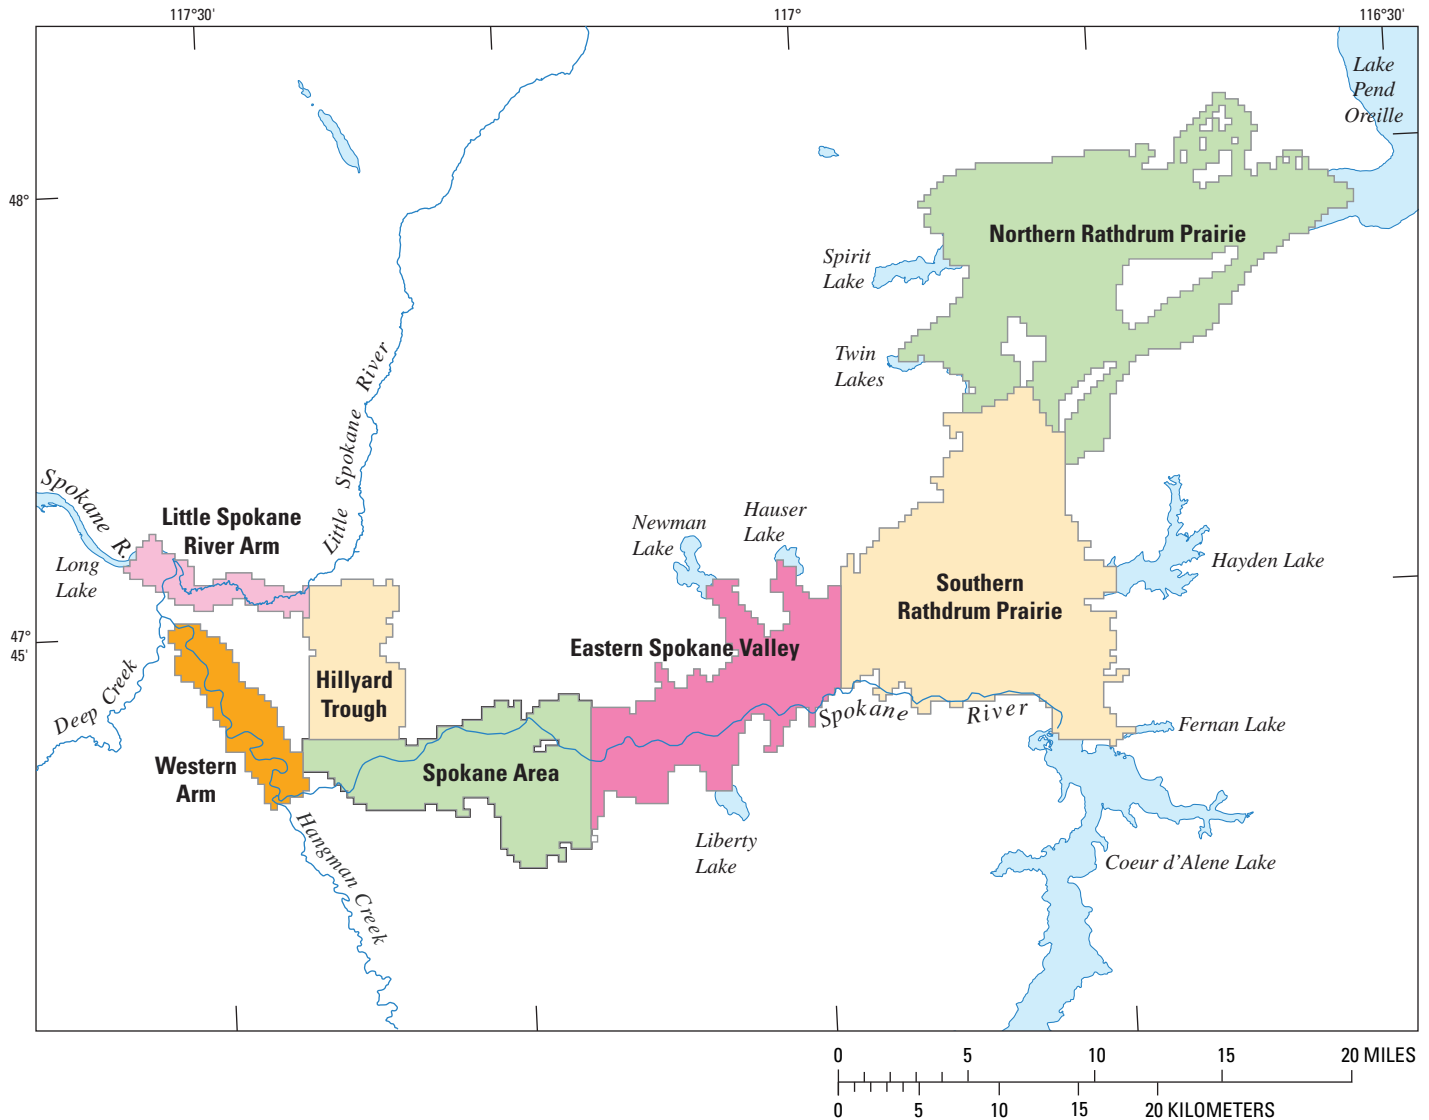 117°30'
117°
116°30'
Lake
Pend
Oreille
48°
Northern Rathdrum Prairie
Spirit
Lake
Twin
Lakes
Little Spokane River
Spokane R.
Long
Lake
Little Spokane
River Arm
Newman
Lake
Hauser
Lake
Hayden Lake
Southern
Rathdrum Prairie
47°
45'
Eastern Spokane Valley
Hillyard
Trough
Deep Creek
Spokane River
Fernan Lake
Western
Arm
Spokane Area
Hangman Creek
Liberty
Lake
Coeur d'Alene Lake
0 5 10 15 20 MILES
0 5 10 15 20 KILOMETERS